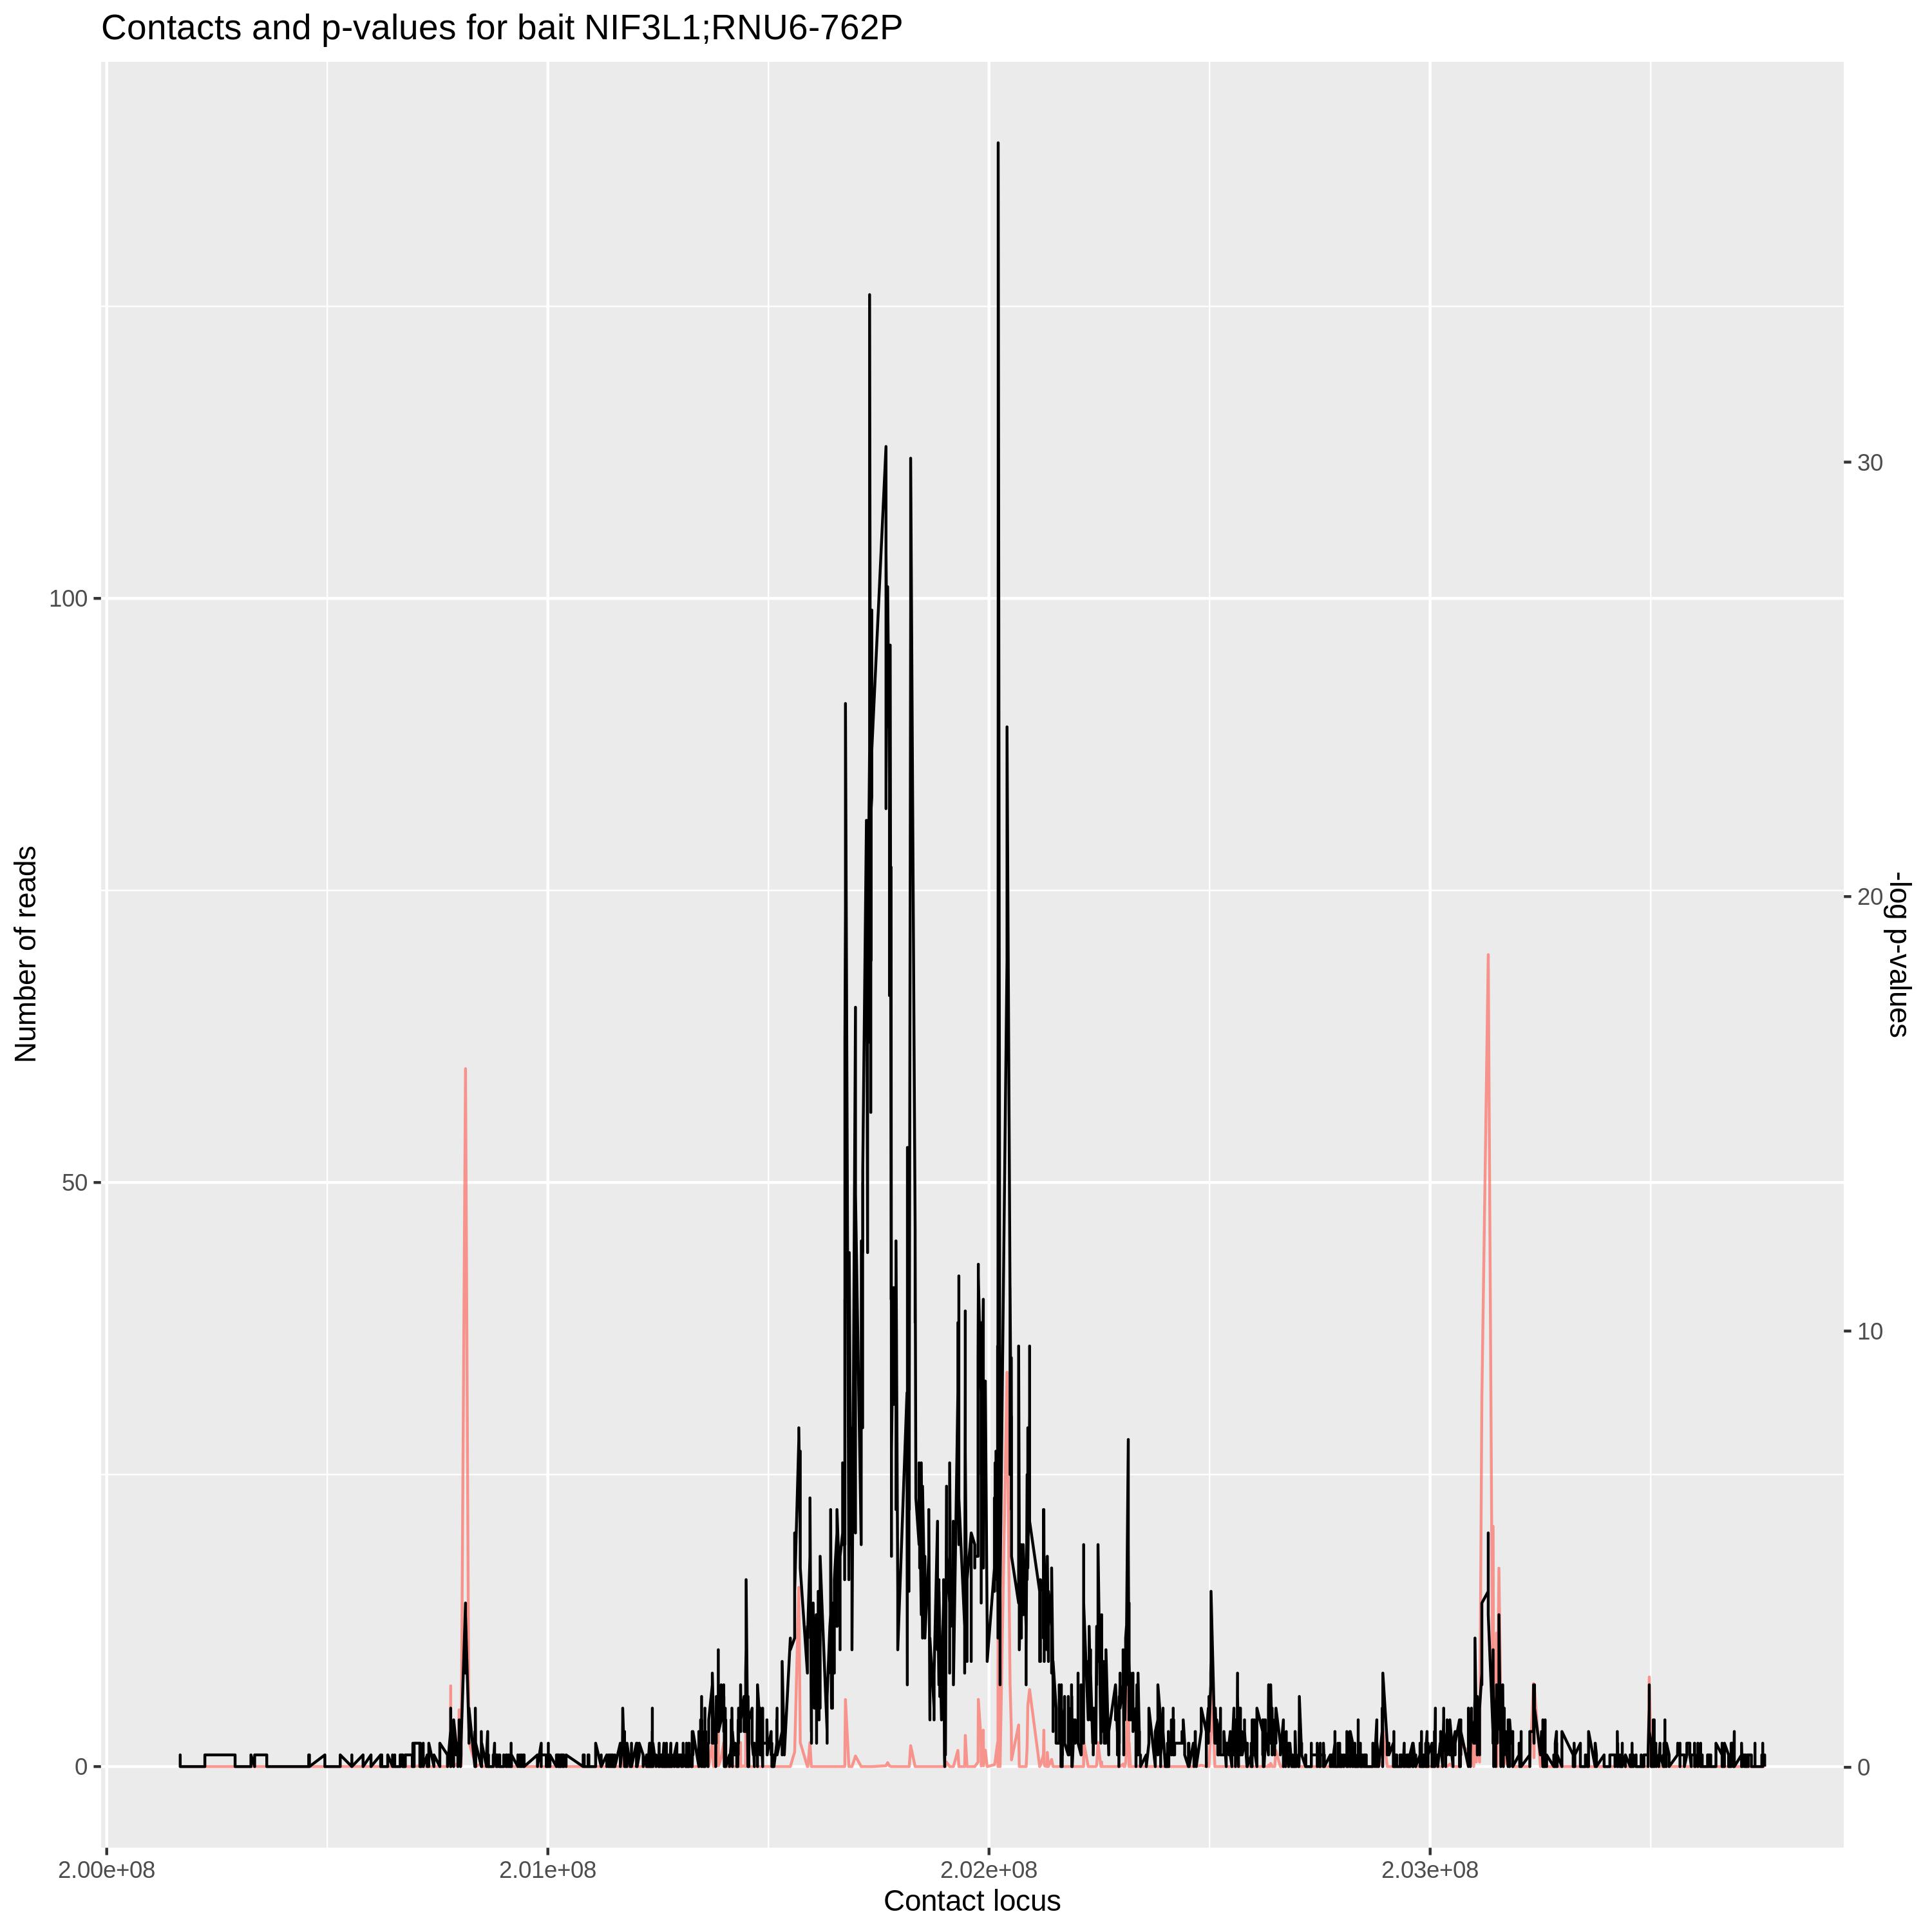 Contacts and p-values for bait NIF3L1;RNU6-762P
Number of reads
100
50
0
30
20
10
0
-log p-values
2.00e+08
2.01e+08
2.02e+08
2.03e+08
Contact locus